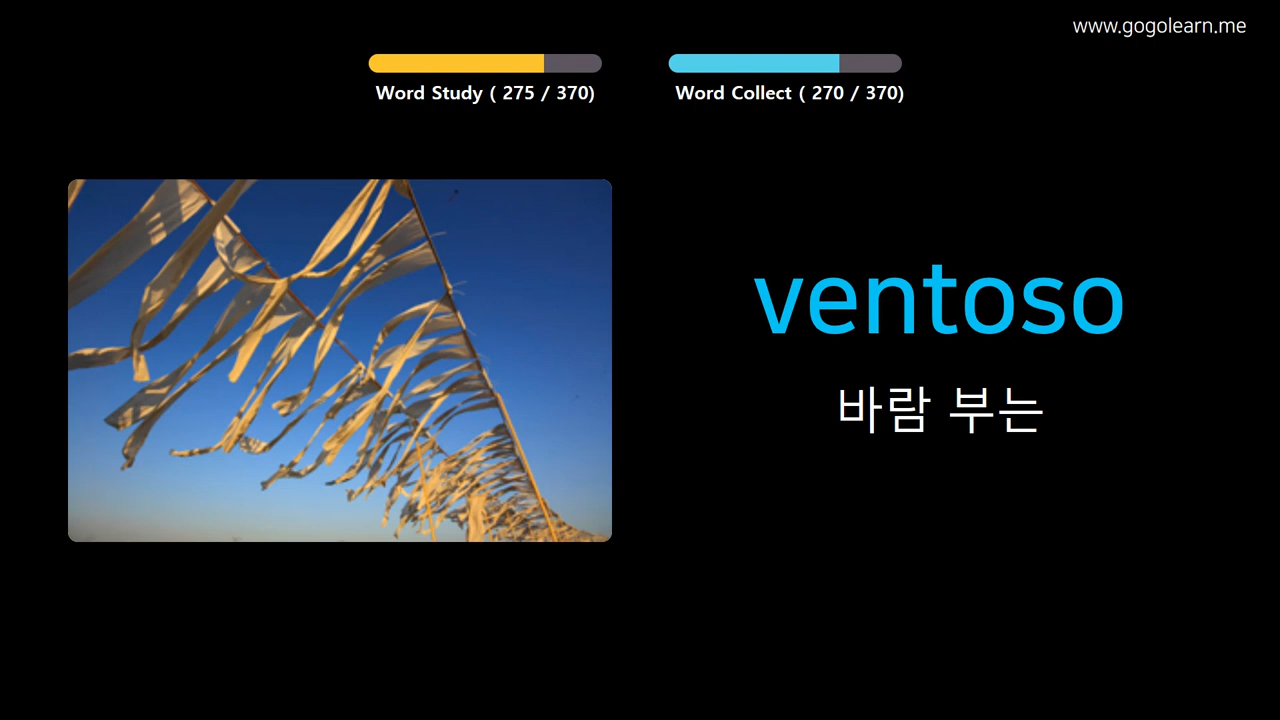 www.gogolearn.me
Word Study ( 275 / 370)
Word Collect ( 270 / 370)
ventoso
바람 부는